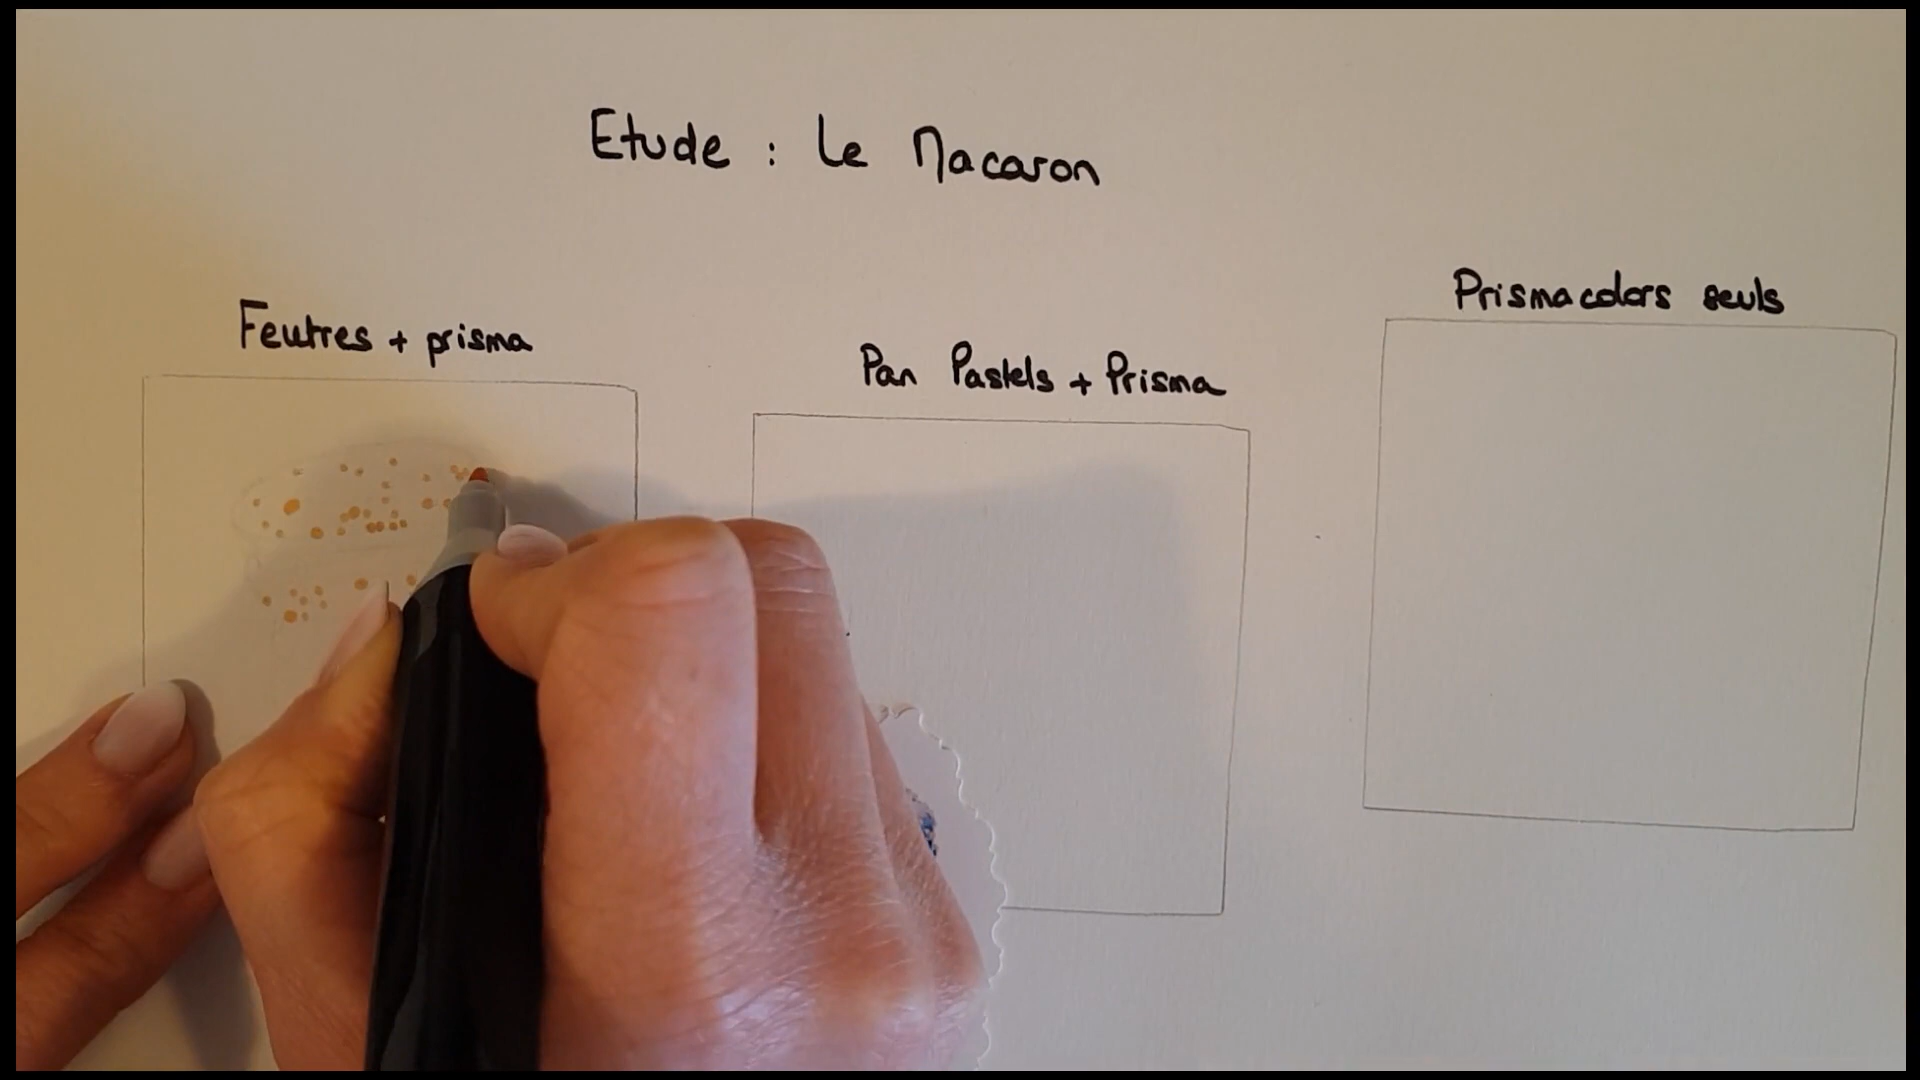 Etude : Le Macaron
Feutres + prisma
Pan Pastels + Prisma
Prismacolors seuls